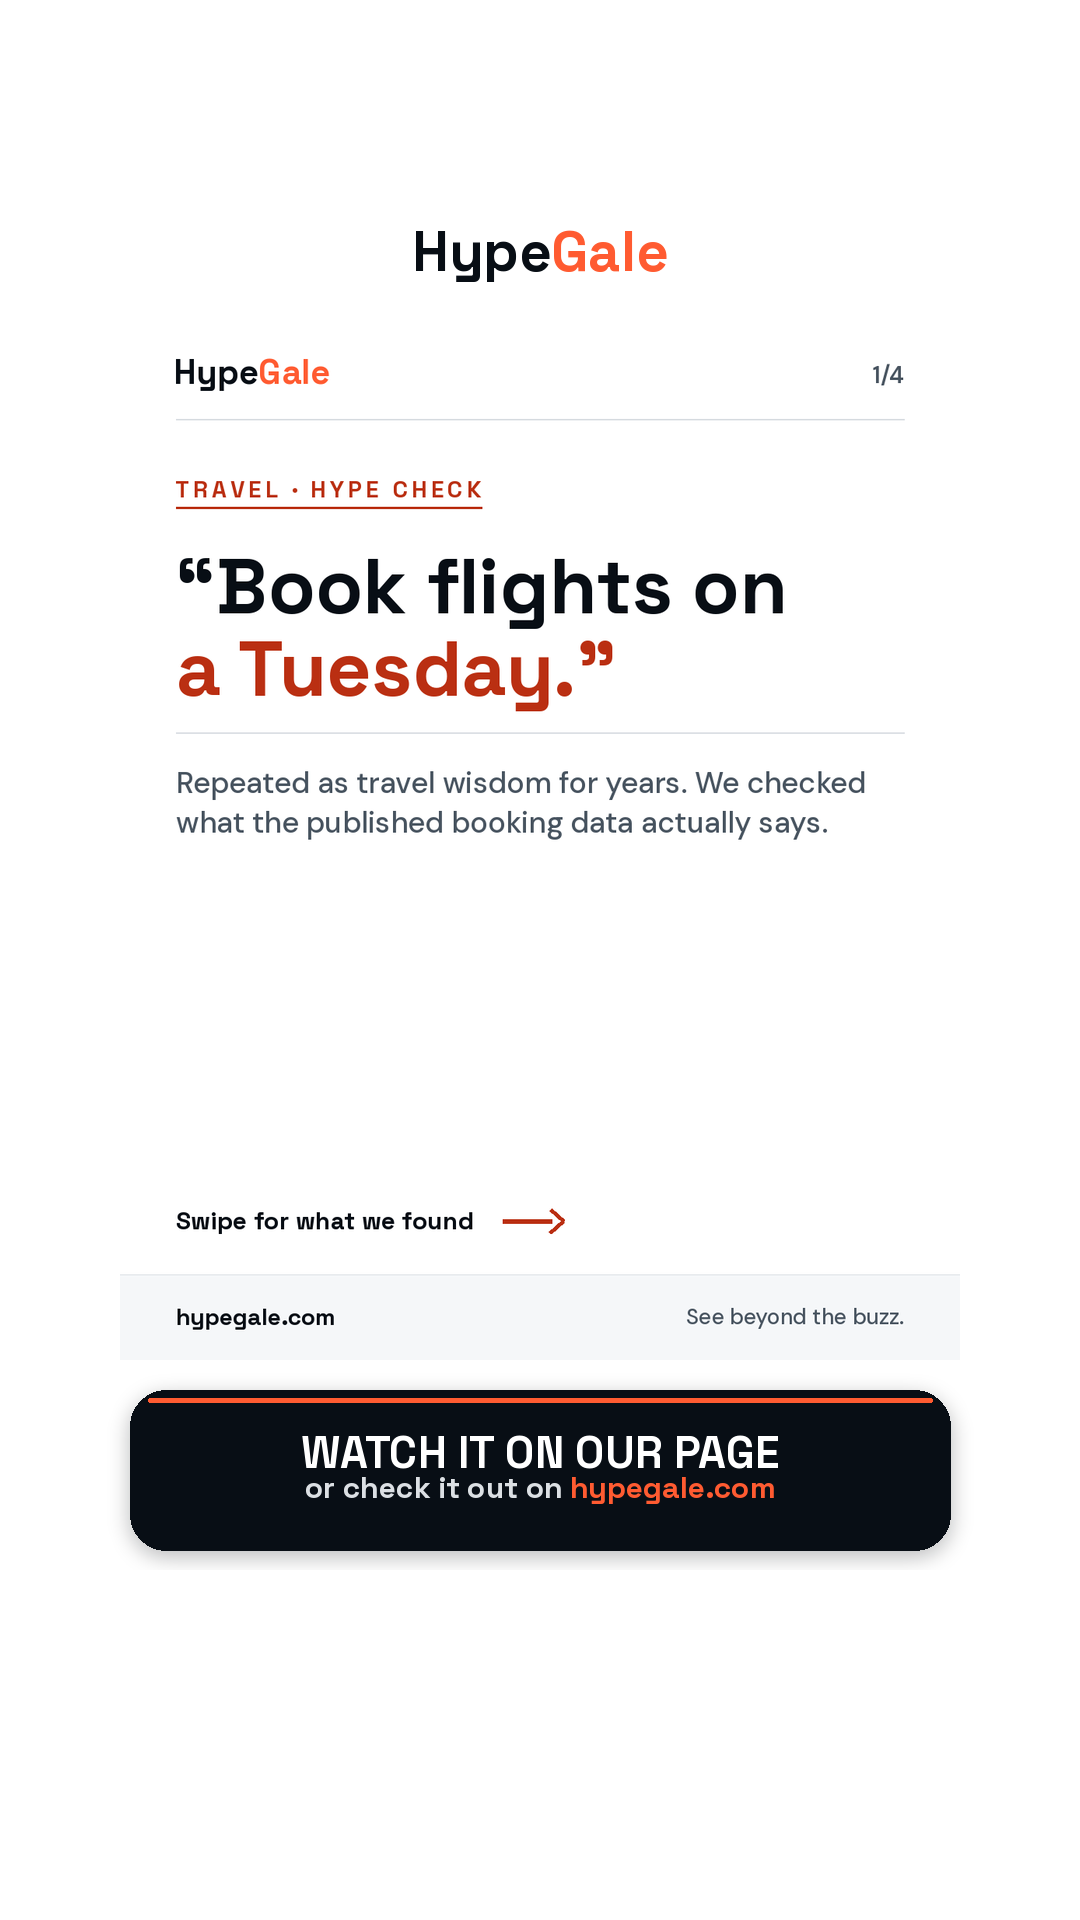 HypeGale
HypeGale
1/4
TRAVEL · HYPE CHECK
“Book flights on
a Tuesday.”
Repeated as travel wisdom for years. We checked
what the published booking data actually says.
Swipe for what we found
hypegale.com
See beyond the buzz.
WATCH IT ON OUR PAGE
or check it out on hypegale.com